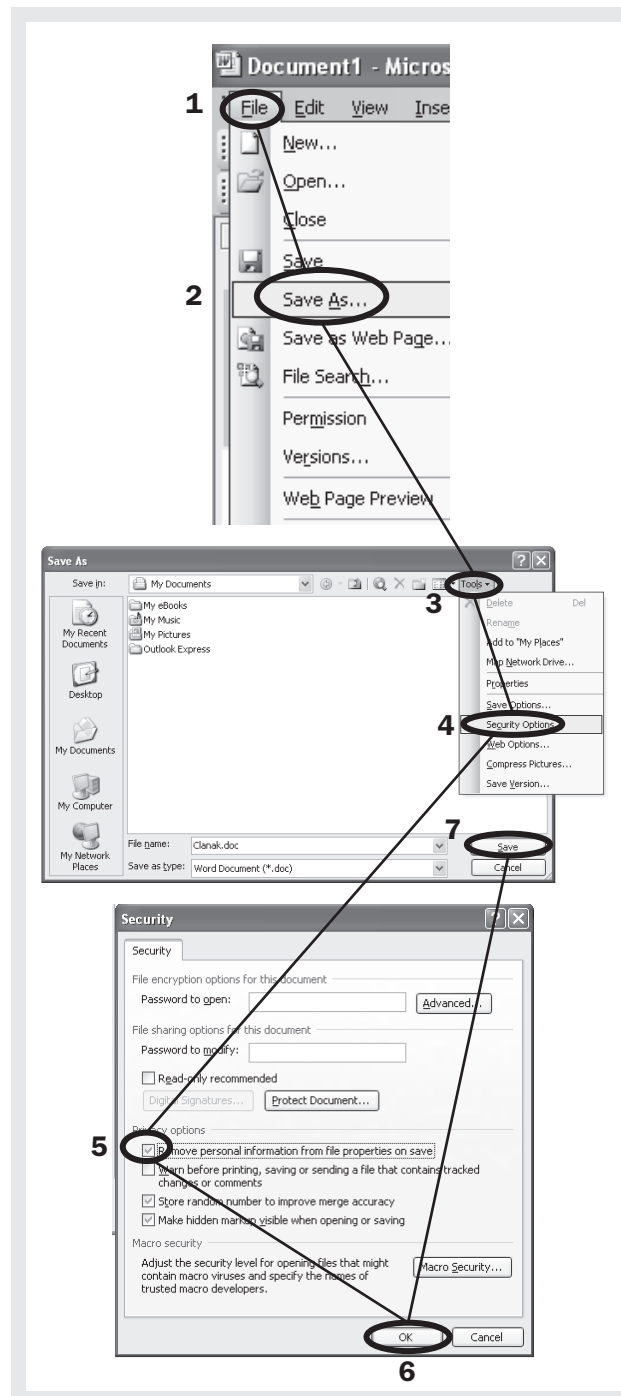 Document1 - Micros
1
File Edit View Inse
New...
Open...
Close
Save
2
Save As...
Save as Web Page...
File Search...
Permission
Versions...
Web Page Preview
Save As
Save in: My Documents Tools
3
My eBooks
My Music
My Pictures
Outlook Express
My Recent Documents
Desktop
My Documents
My Computer
My Network Places
Delete Del
Rename
Add to "My Places"
Map Network Drive...
Properties
Save Options...
4
Security Options
Web Options...
Compress Pictures...
Save Version...
7
File name: Clanak.doc Save
Save as type: Word Document (*.doc) Cancel
Security
Security
File encryption options for this document
Password to open: Advanced...
File sharing options for this document
Password to modify:
Read-only recommended
Digital Signatures... Protect Document...
Privacy options
5
Remove personal information from file properties on save
Warn before printing, saving or sending a file that contains tracked
changes or comments
Store random number to improve merge accuracy
Make hidden markup visible when opening or saving
Macro security
Adjust the security level for opening files that might
contain macro viruses and specify the names of
trusted macro developers.
Macro Security...
OK Cancel
6